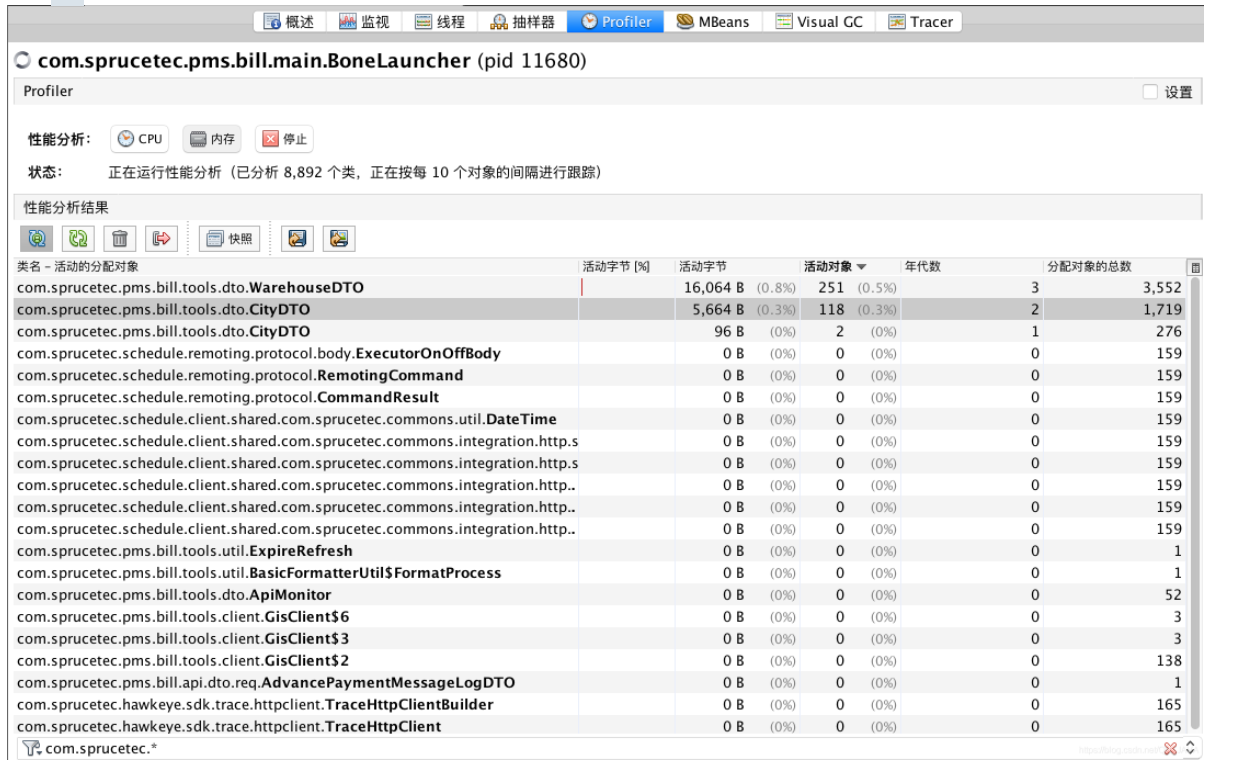 概述 监视 线程 抽样器 Profiler MBeans Visual GC Tracer
com.sprucetec.pms.bill.main.BoneLauncher (pid 11680)
Profiler 设置
性能分析: CPU 内存 停止
状态: 正在运行性能分析（已分析 8,892 个类，正在按每 10 个对象的间隔进行跟踪）
性能分析结果
快照
类名 – 活动的分配对象 活动字节 [%] 活动字节 活动对象 年代数 分配对象的总数
com.sprucetec.pms.bill.tools.dto.WarehouseDTO 16,064 B (0.8%) 251 (0.5%) 3 3,552
com.sprucetec.pms.bill.tools.dto.CityDTO 5,664 B (0.3%) 118 (0.3%) 2 1,719
com.sprucetec.pms.bill.tools.dto.CityDTO 96 B (0%) 2 (0%) 1 276
com.sprucetec.schedule.remoting.protocol.body.ExecutorOnOffBody 0 B (0%) 0 (0%) 0 159
com.sprucetec.schedule.remoting.protocol.RemotingCommand 0 B (0%) 0 (0%) 0 159
com.sprucetec.schedule.remoting.protocol.CommandResult 0 B (0%) 0 (0%) 0 159
com.sprucetec.schedule.client.shared.com.sprucetec.commons.util.DateTime 0 B (0%) 0 (0%) 0 159
com.sprucetec.schedule.client.shared.com.sprucetec.commons.integration.http.s 0 B (0%) 0 (0%) 0 159
com.sprucetec.schedule.client.shared.com.sprucetec.commons.integration.http.s 0 B (0%) 0 (0%) 0 159
com.sprucetec.schedule.client.shared.com.sprucetec.commons.integration.http.. 0 B (0%) 0 (0%) 0 159
com.sprucetec.schedule.client.shared.com.sprucetec.commons.integration.http.. 0 B (0%) 0 (0%) 0 159
com.sprucetec.schedule.client.shared.com.sprucetec.commons.integration.http.. 0 B (0%) 0 (0%) 0 159
com.sprucetec.pms.bill.tools.util.ExpireRefresh 0 B (0%) 0 (0%) 0 1
com.sprucetec.pms.bill.tools.util.BasicFormatterUtil$FormatProcess 0 B (0%) 0 (0%) 0 1
com.sprucetec.pms.bill.tools.dto.ApiMonitor 0 B (0%) 0 (0%) 0 52
com.sprucetec.pms.bill.tools.client.GisClient$6 0 B (0%) 0 (0%) 0 3
com.sprucetec.pms.bill.tools.client.GisClient$3 0 B (0%) 0 (0%) 0 3
com.sprucetec.pms.bill.tools.client.GisClient$2 0 B (0%) 0 (0%) 0 138
com.sprucetec.pms.bill.api.dto.req.AdvancePaymentMessageLogDTO 0 B (0%) 0 (0%) 0 1
com.sprucetec.hawkeye.sdk.trace.httpclient.TraceHttpClientBuilder 0 B (0%) 0 (0%) 0 165
com.sprucetec.hawkeye.sdk.trace.httpclient.TraceHttpClient 0 B (0%) 0 (0%) 0 165
com.sprucetec.*